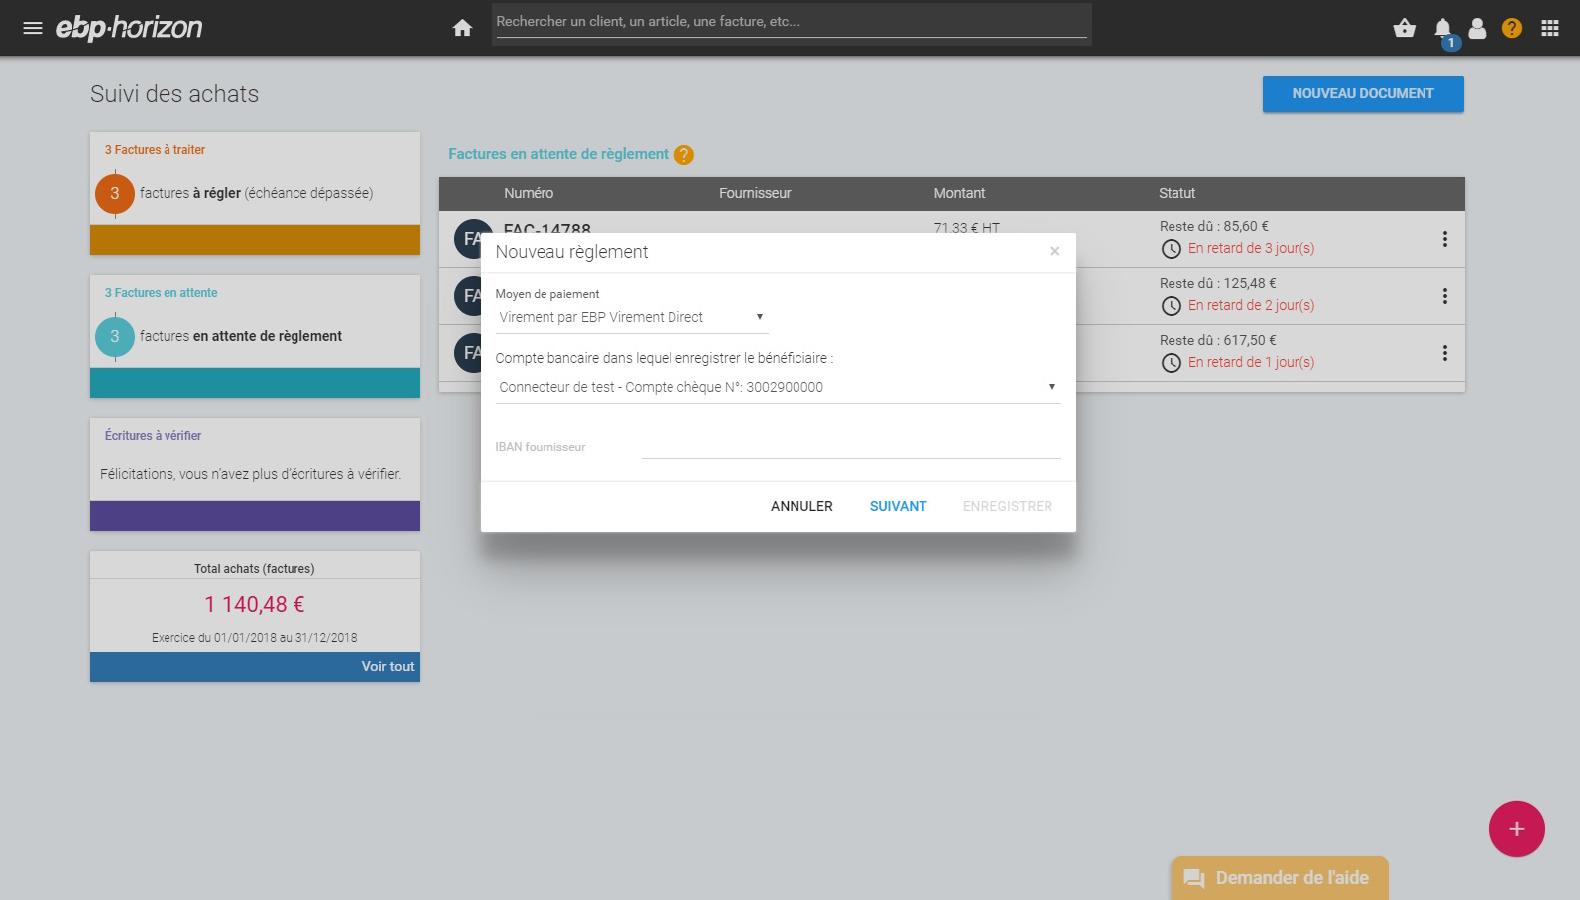 ebp·horizon
Rechercher un client, un article, une facture, etc...
1
?
Suivi des achats
NOUVEAU DOCUMENT
3 Factures à traiter
3 factures à régler (échéance dépassée)
3 Factures en attente
3 factures en attente de règlement
Écritures à vérifier
Félicitations, vous n'avez plus d'écritures à vérifier.
Total achats (factures)
1 140,48 €
Exercice du 01/01/2018 au 31/12/2018
Voir tout
Factures en attente de règlement ?
Numéro Fournisseur Montant Statut
FA FAC-14788 71,33 € HT Reste dû : 85,60 €
En retard de 3 jour(s)
FA Reste dû : 125,48 €
En retard de 2 jour(s)
FA Reste dû : 617,50 €
En retard de 1 jour(s)
Nouveau règlement ×
Moyen de paiement
Virement par EBP Virement Direct
Compte bancaire dans lequel enregistrer le bénéficiaire :
Connecteur de test - Compte chèque N°: 3002900000
IBAN fournisseur
ANNULER SUIVANT ENREGISTRER
+
Demander de l'aide